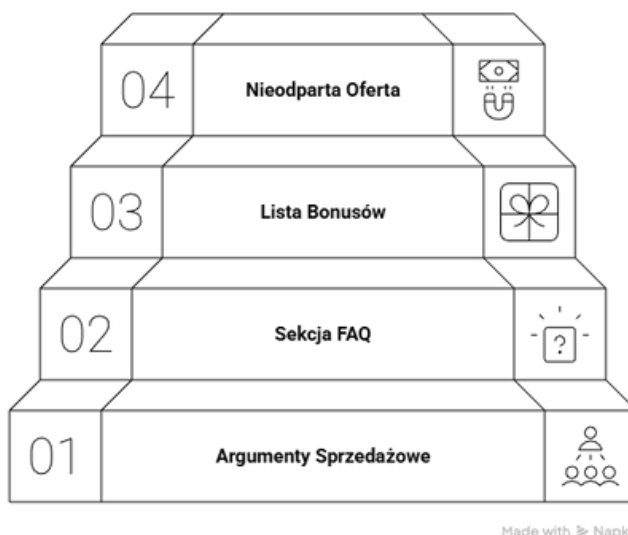 04
Nieodparta Oferta
03
Lista Bonusów
02
Sekcja FAQ
?
01
Argumenty Sprzedażowe
Made with Napk